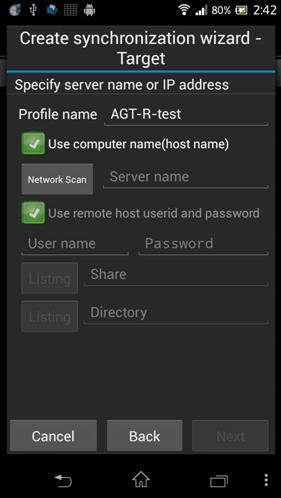 80% 2:42
Create synchronization wizard -
Target
Specify server name or IP address
Profile name AGT-R-test
Use computer name(host name)
Network Scan Server name
Use remote host userid and password
User name Password
Listing Share
Listing Directory
Cancel Back Next